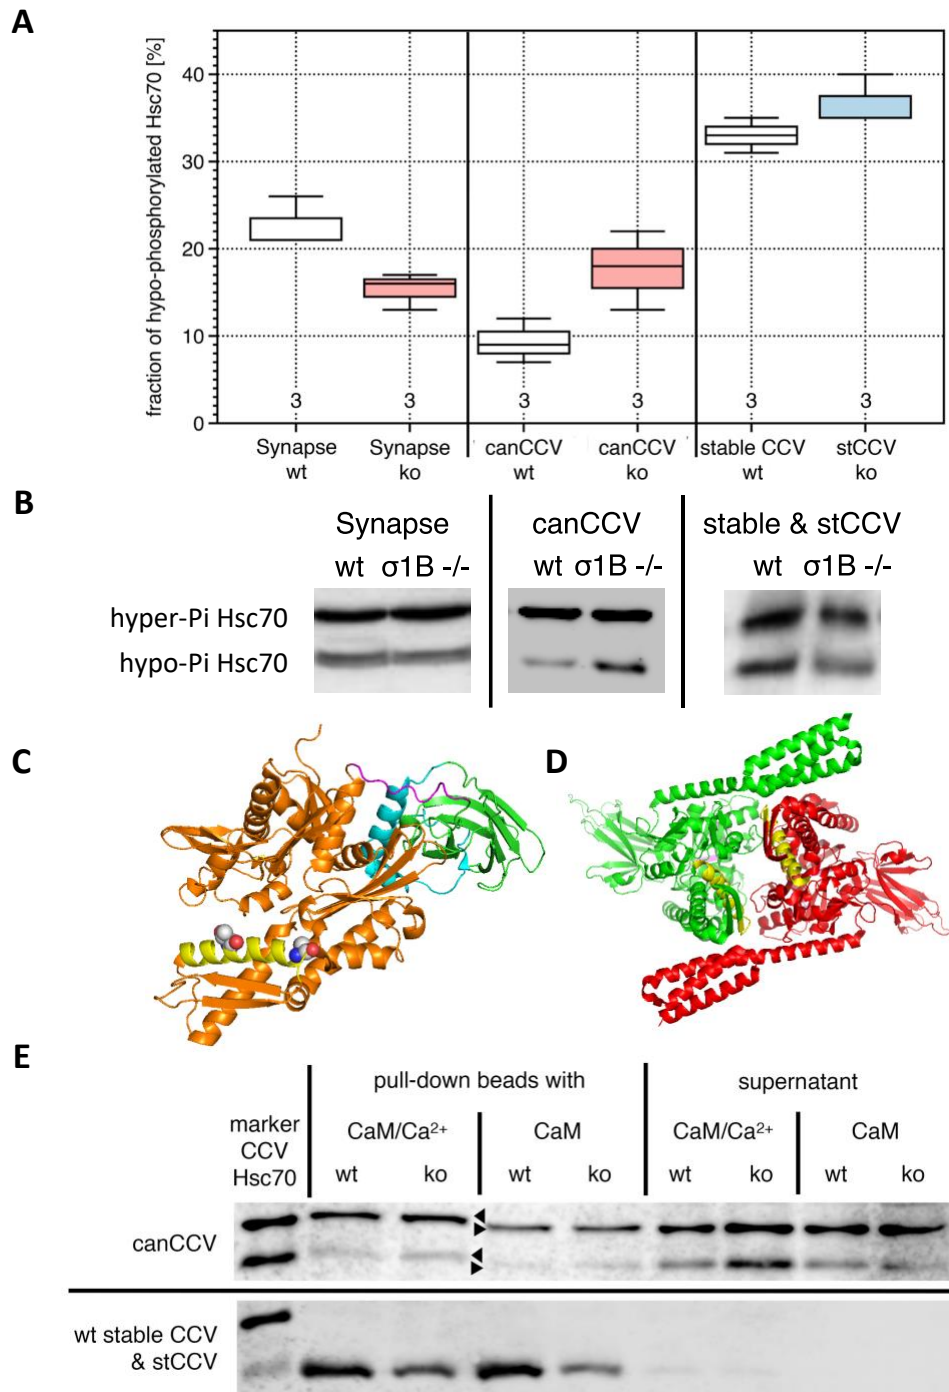 A
fraction of hypo-phosphorylated Hsc70 [%]
40
30
20
10
0
3 3 3 3 3 3
Synapse Synapse canCCV canCCV stable CCV stCCV
wt ko wt ko wt ko
B
Synapse canCCV stable & stCCV
wt σ1B -/- wt σ1B -/- wt σ1B -/-
hyper-Pi Hsc70
hypo-Pi Hsc70
C D
E
pull-down beads with supernatant
marker CaM/Ca²⁺ CaM CaM/Ca²⁺ CaM
CCV
Hsc70 wt ko wt ko wt ko wt ko
canCCV
wt stable CCV
& stCCV